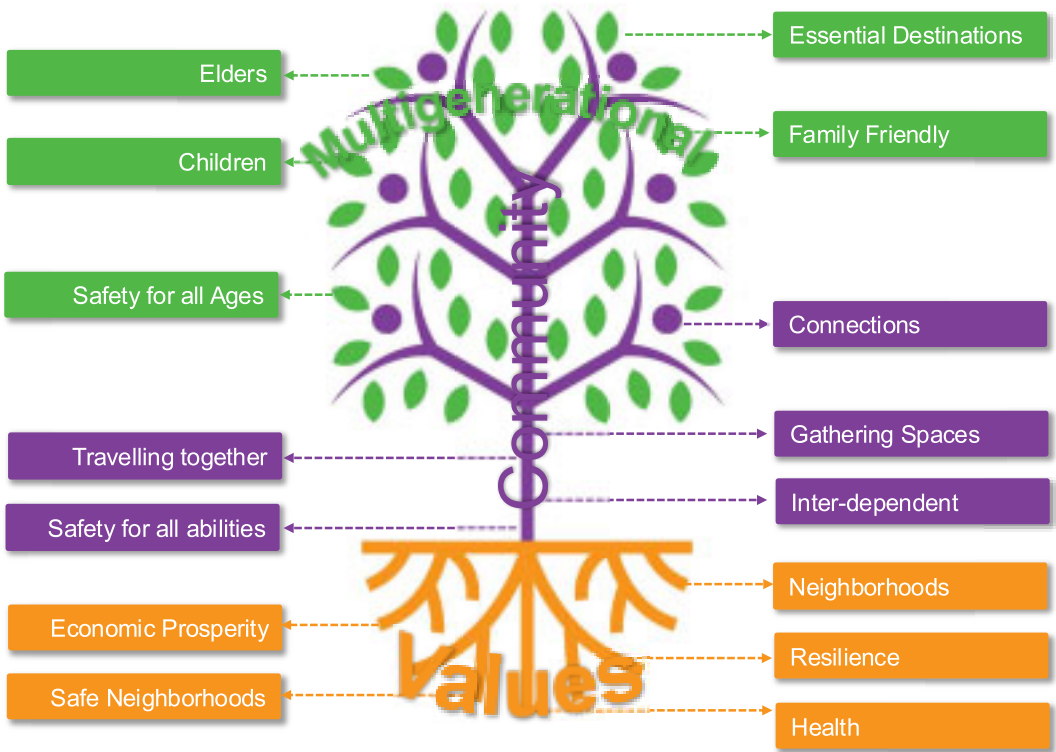 Essential Destinations
Elders
Multigenerational
Family Friendly
Children
Community
Safety for all Ages
Connections
Gathering Spaces
Travelling together
Inter-dependent
Safety for all abilities
Neighborhoods
Economic Prosperity
Resilience
Values
Safe Neighborhoods
Health